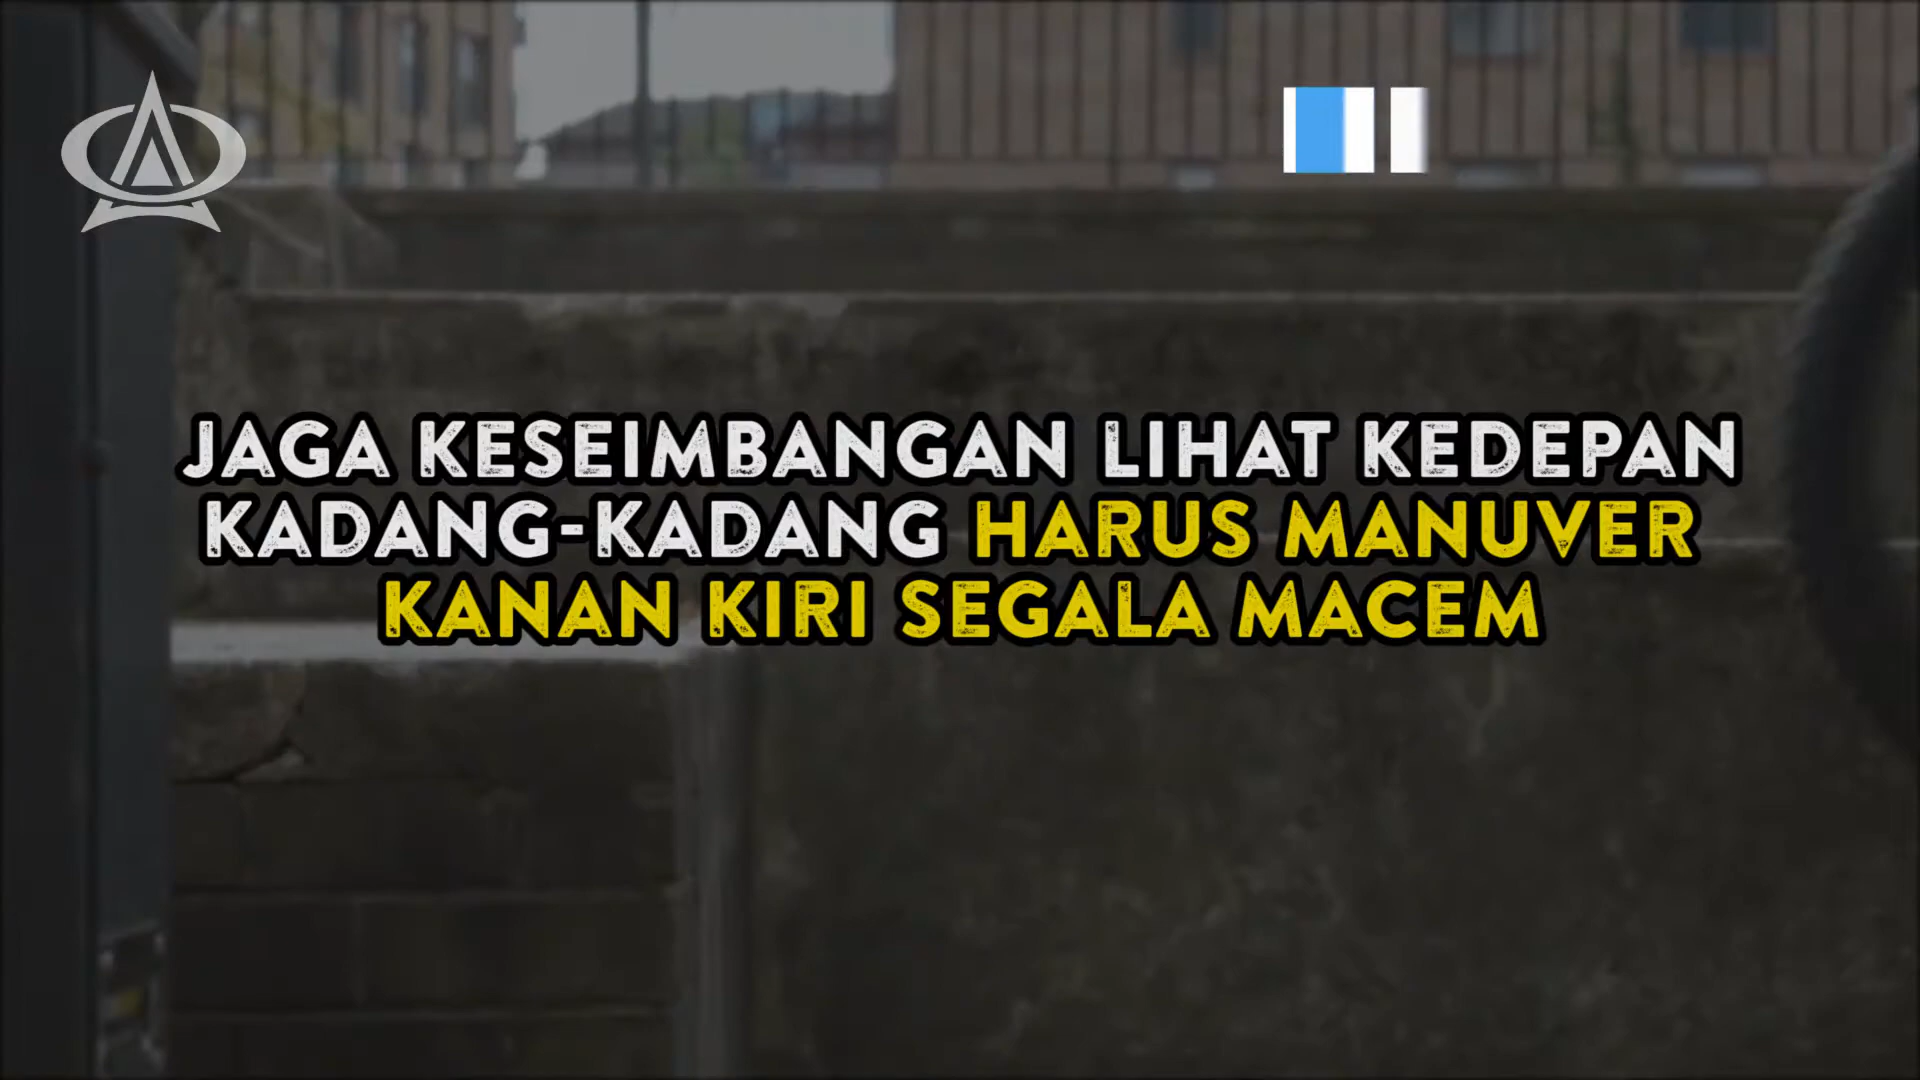 JAGA KESEIMBANGAN LIHAT KEDEPAN
KADANG-KADANG HARUS MANUVER
KANAN KIRI SEGALA MACEM